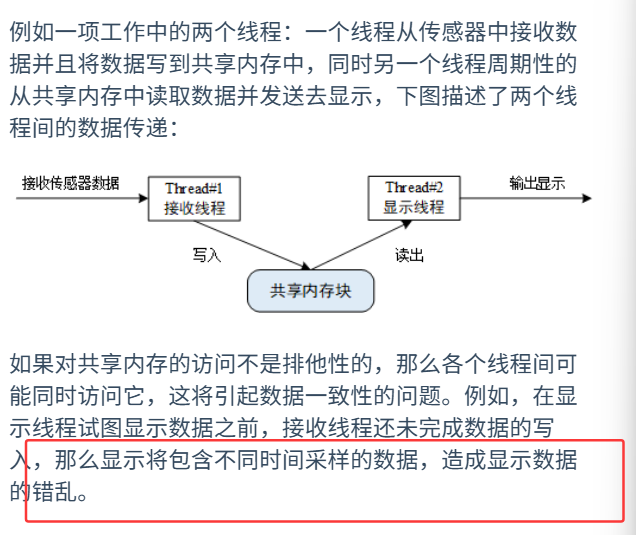 例如一项工作中的两个线程：一个线程从传感器中接收数
据并且将数据写到共享内存中，同时另一个线程周期性的
从共享内存中读取数据并发送去显示，下图描述了两个线
程间的数据传递：
接收传感器数据
Thread#1
接收线程
Thread#2
显示线程
输出显示
写入
读出
共享内存块
如果对共享内存的访问不是排他性的，那么各个线程间可
能同时访问它，这将引起数据一致性的问题。例如，在显
示线程试图显示数据之前，接收线程还未完成数据的写
入，那么显示将包含不同时间采样的数据，造成显示数据
的错乱。